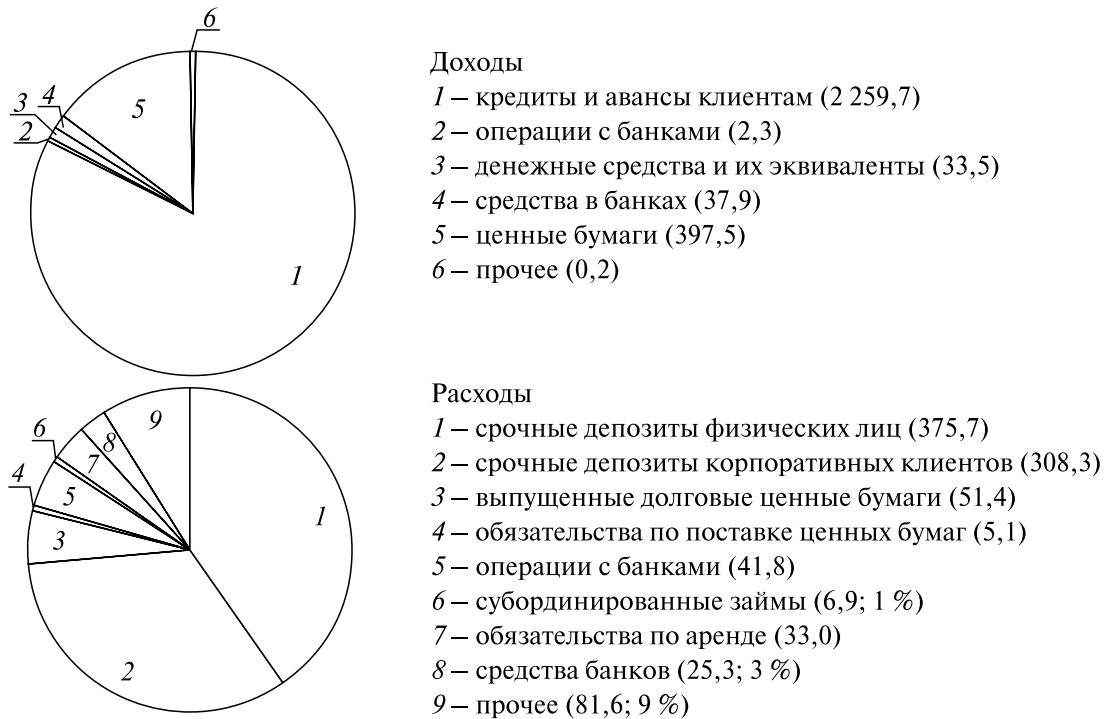 6
4
5
3
2
1
Доходы
1 – кредиты и авансы клиентам (2 259,7)
2 – операции с банками (2,3)
3 – денежные средства и их эквиваленты (33,5)
4 – средства в банках (37,9)
5 – ценные бумаги (397,5)
6 – прочее (0,2)
9
8
6
7
4
5
1
3
2
Расходы
1 – срочные депозиты физических лиц (375,7)
2 – срочные депозиты корпоративных клиентов (308,3)
3 – выпущенные долговые ценные бумаги (51,4)
4 – обязательства по поставке ценных бумаг (5,1)
5 – операции с банками (41,8)
6 – субординированные займы (6,9; 1 %)
7 – обязательства по аренде (33,0)
8 – средства банков (25,3; 3 %)
9 – прочее (81,6; 9 %)